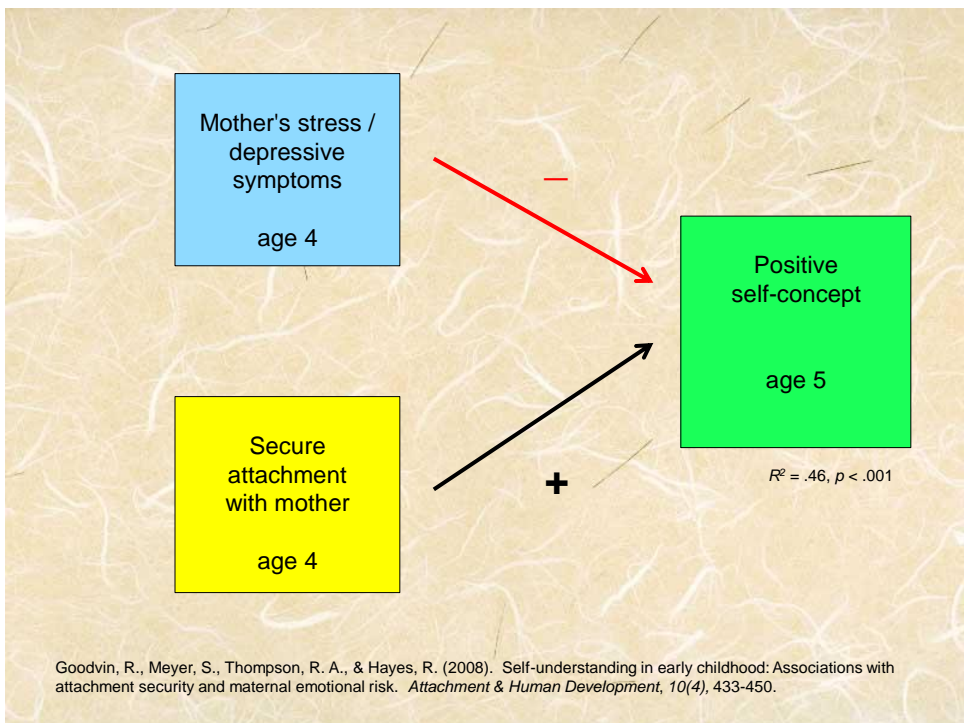 Mother's stress /
depressive
symptoms
age 4
–
Positive
self-concept
age 5
Secure
attachment
with mother
age 4
+
R² = .46, p < .001
Goodvin, R., Meyer, S., Thompson, R. A., & Hayes, R. (2008). Self-understanding in early childhood: Associations with
attachment security and maternal emotional risk. Attachment & Human Development, 10(4), 433-450.